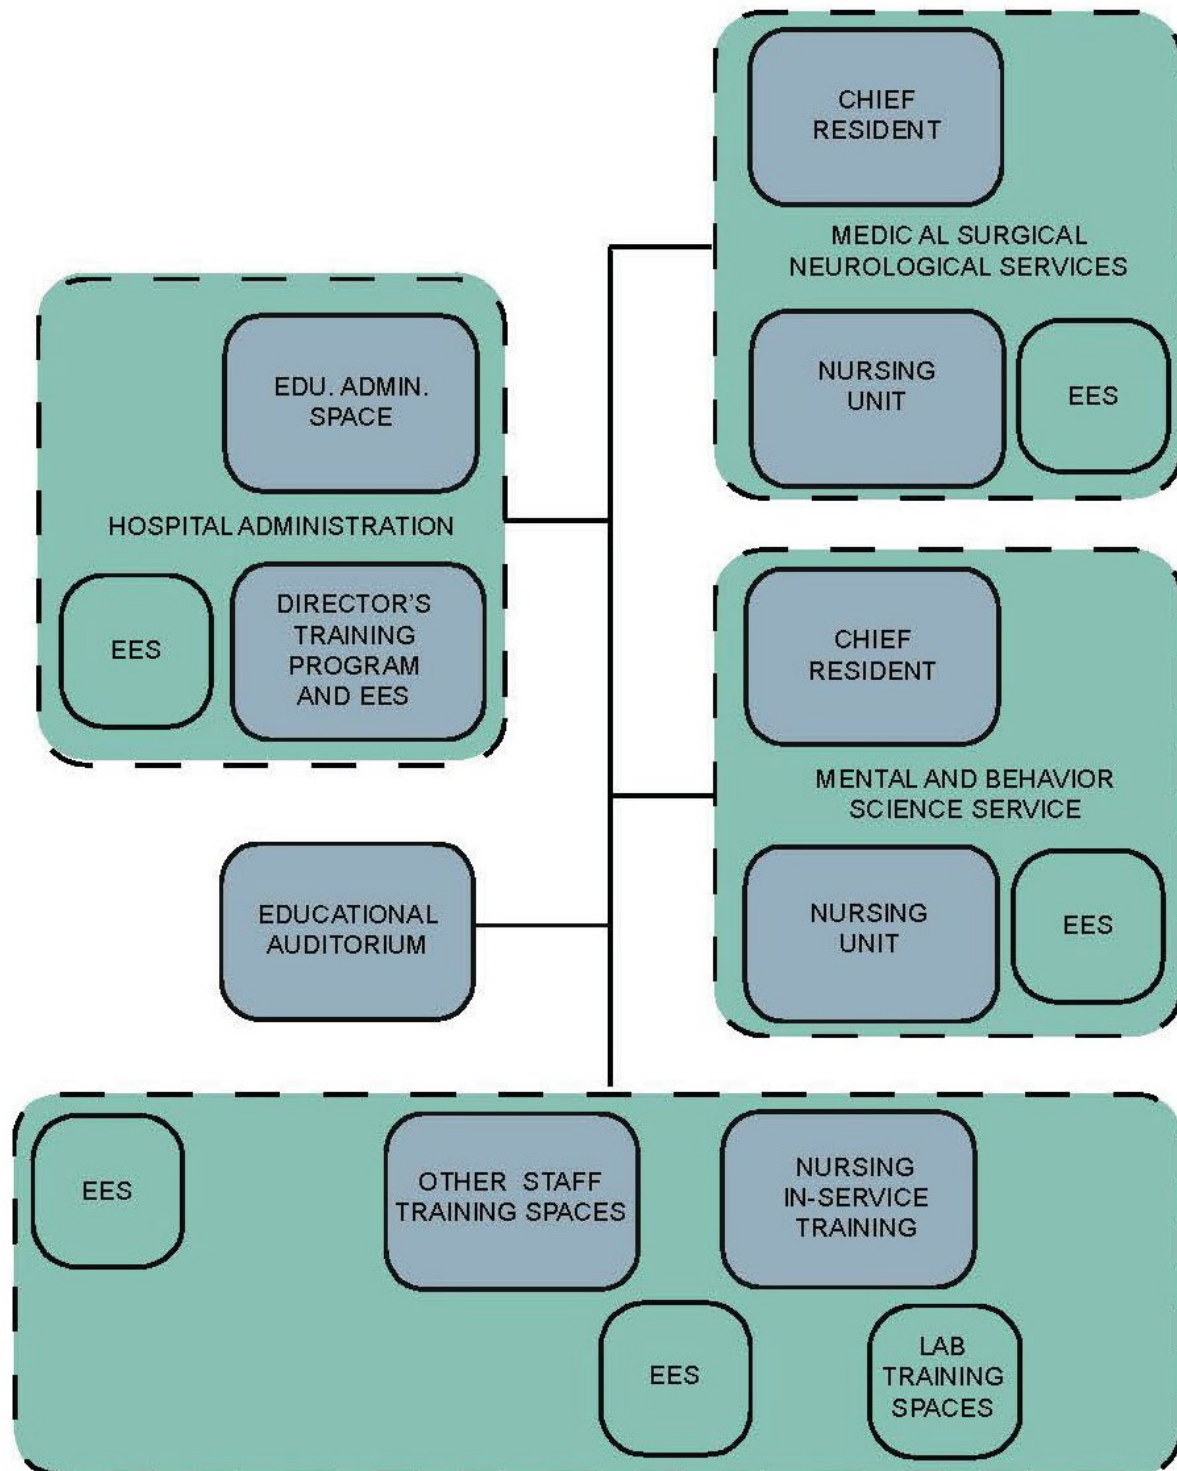 CHIEF
RESIDENT
MEDICAL SURGICAL
NEUROLOGICAL SERVICES
NURSING
UNIT
EES
EDU. ADMIN.
SPACE
HOSPITAL ADMINISTRATION
EES
DIRECTOR'S
TRAINING
PROGRAM
AND EES
CHIEF
RESIDENT
MENTAL AND BEHAVIOR
SCIENCE SERVICE
NURSING
UNIT
EES
EDUCATIONAL
AUDITORIUM
EES
OTHER STAFF
TRAINING SPACES
NURSING
IN-SERVICE
TRAINING
EES
LAB
TRAINING
SPACES